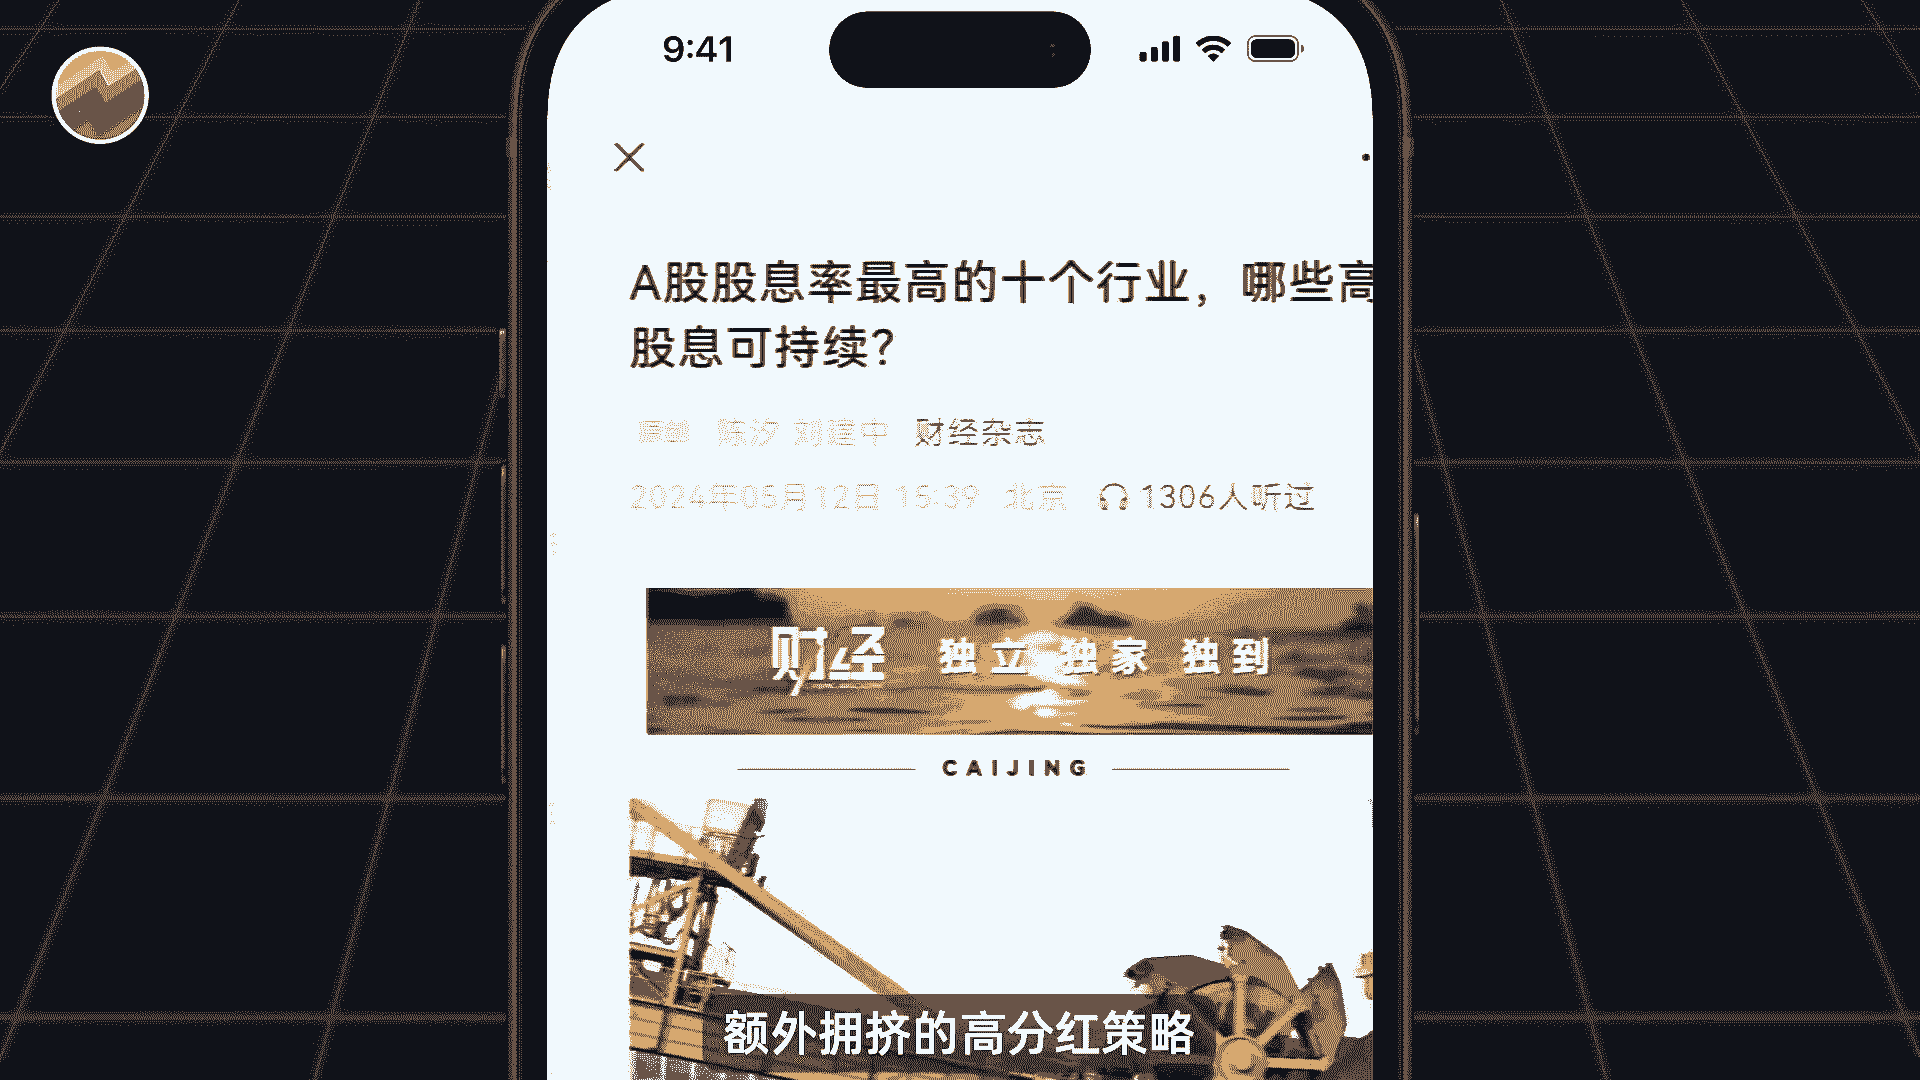 9:41
A股股息率最高的十个行业，哪些高
股息可持续？
原创 陈汐 刘建中 财经杂志
2024年05月12日 15:39 北京 1306人听过
财经 独立 独家 独到
CAIJING
额外拥挤的高分红策略